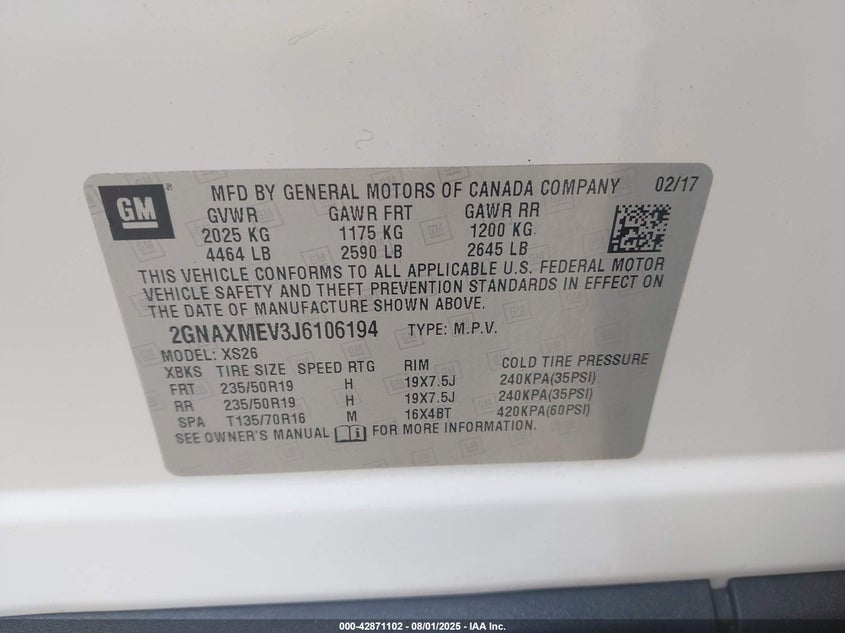 GM ® MFD BY GENERAL MOTORS OF CANADA COMPANY 02/17
GVWR GAWR FRT GAWR RR
2025 KG 1175 KG 1200 KG
4464 LB 2590 LB 2645 LB
THIS VEHICLE CONFORMS TO ALL APPLICABLE U.S. FEDERAL MOTOR
VEHICLE SAFETY AND THEFT PREVENTION STANDARDS IN EFFECT ON
THE DATE OF MANUFACTURE SHOWN ABOVE.
2GNAXMEV3J6106194 TYPE: M.P.V.
MODEL: XS26
XBKS TIRE SIZE SPEED RTG RIM COLD TIRE PRESSURE
FRT 235/50R19 H 19X7.5J 240KPA(35PSI)
RR 235/50R19 H 19X7.5J 240KPA(35PSI)
SPA T135/70R16 M 16X4BT 420KPA(60PSI)
SEE OWNER'S MANUAL FOR MORE INFORMATION.
000-42871102 - 08/01/2025 - IAA Inc.